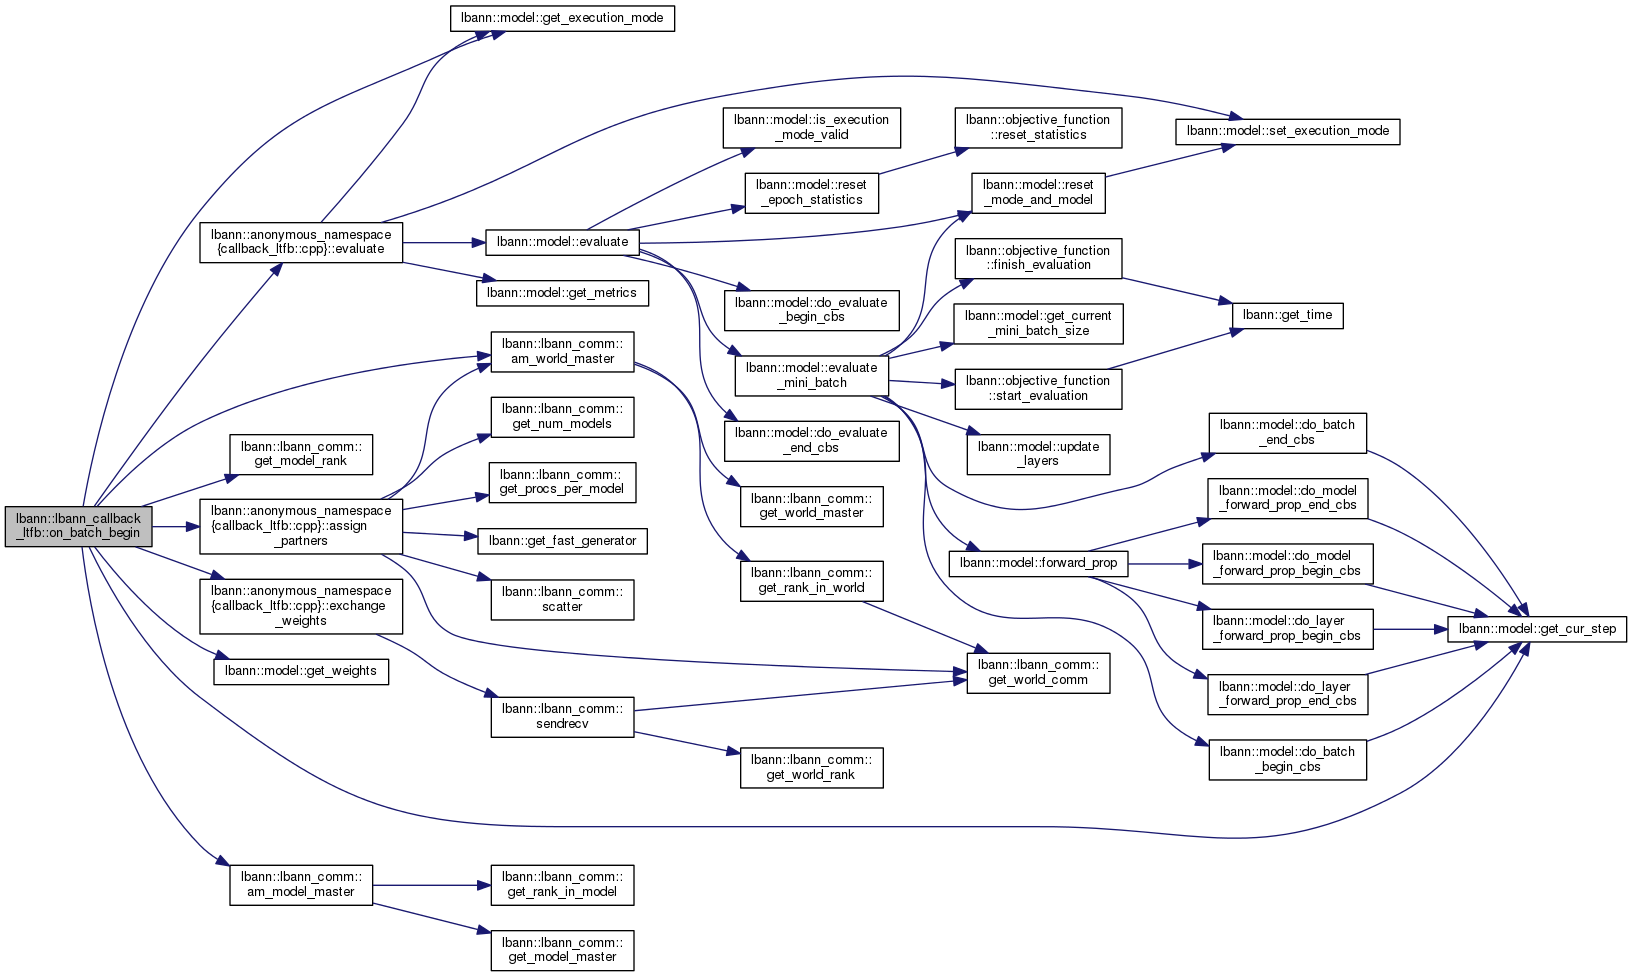 lbann::model::get_execution_mode
lbann::model::is_execution
_mode_valid
lbann::objective_function
::reset_statistics
lbann::model::set_execution_mode
lbann::model::reset
_epoch_statistics
lbann::model::reset
_mode_and_model
lbann::anonymous_namespace
{callback_ltfb::cpp}::evaluate
lbann::model::evaluate
lbann::objective_function
::finish_evaluation
lbann::model::get_metrics
lbann::model::do_evaluate
_begin_cbs
lbann::model::get_current
_mini_batch_size
lbann::get_time
lbann::lbann_comm::
am_world_master
lbann::model::evaluate
_mini_batch
lbann::objective_function
::start_evaluation
lbann::lbann_comm::
get_num_models
lbann::model::do_evaluate
_end_cbs
lbann::model::update
_layers
lbann::model::do_batch
_end_cbs
lbann::lbann_comm::
get_model_rank
lbann::lbann_comm::
get_procs_per_model
lbann::lbann_comm::
get_world_master
lbann::model::do_model
_forward_prop_end_cbs
lbann::lbann_callback
_ltfb::on_batch_begin
lbann::anonymous_namespace
{callback_ltfb::cpp}::assign
_partners
lbann::get_fast_generator
lbann::lbann_comm::
get_rank_in_world
lbann::model::forward_prop
lbann::model::do_model
_forward_prop_begin_cbs
lbann::anonymous_namespace
{callback_ltfb::cpp}::exchange
_weights
lbann::lbann_comm::
scatter
lbann::model::do_layer
_forward_prop_begin_cbs
lbann::model::get_cur_step
lbann::model::get_weights
lbann::lbann_comm::
get_world_comm
lbann::model::do_layer
_forward_prop_end_cbs
lbann::lbann_comm::
sendrecv
lbann::lbann_comm::
get_world_rank
lbann::model::do_batch
_begin_cbs
lbann::lbann_comm::
am_model_master
lbann::lbann_comm::
get_rank_in_model
lbann::lbann_comm::
get_model_master